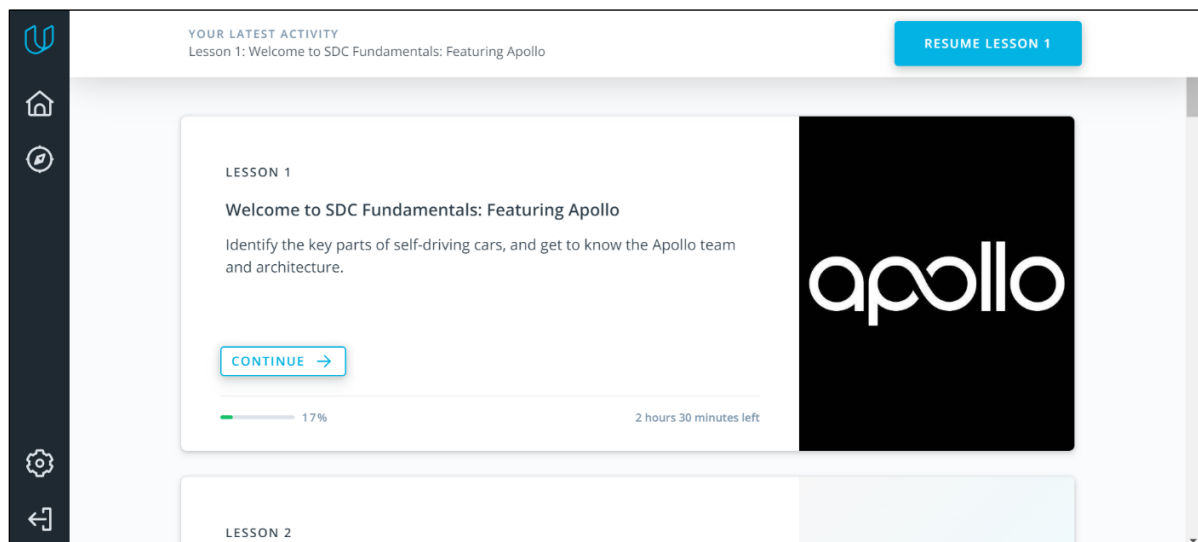 YOUR LATEST ACTIVITY
Lesson 1: Welcome to SDC Fundamentals: Featuring Apollo
RESUME LESSON 1
LESSON 1
Welcome to SDC Fundamentals: Featuring Apollo
Identify the key parts of self-driving cars, and get to know the Apollo team
and architecture.
apollo
CONTINUE
17%
2 hours 30 minutes left
LESSON 2